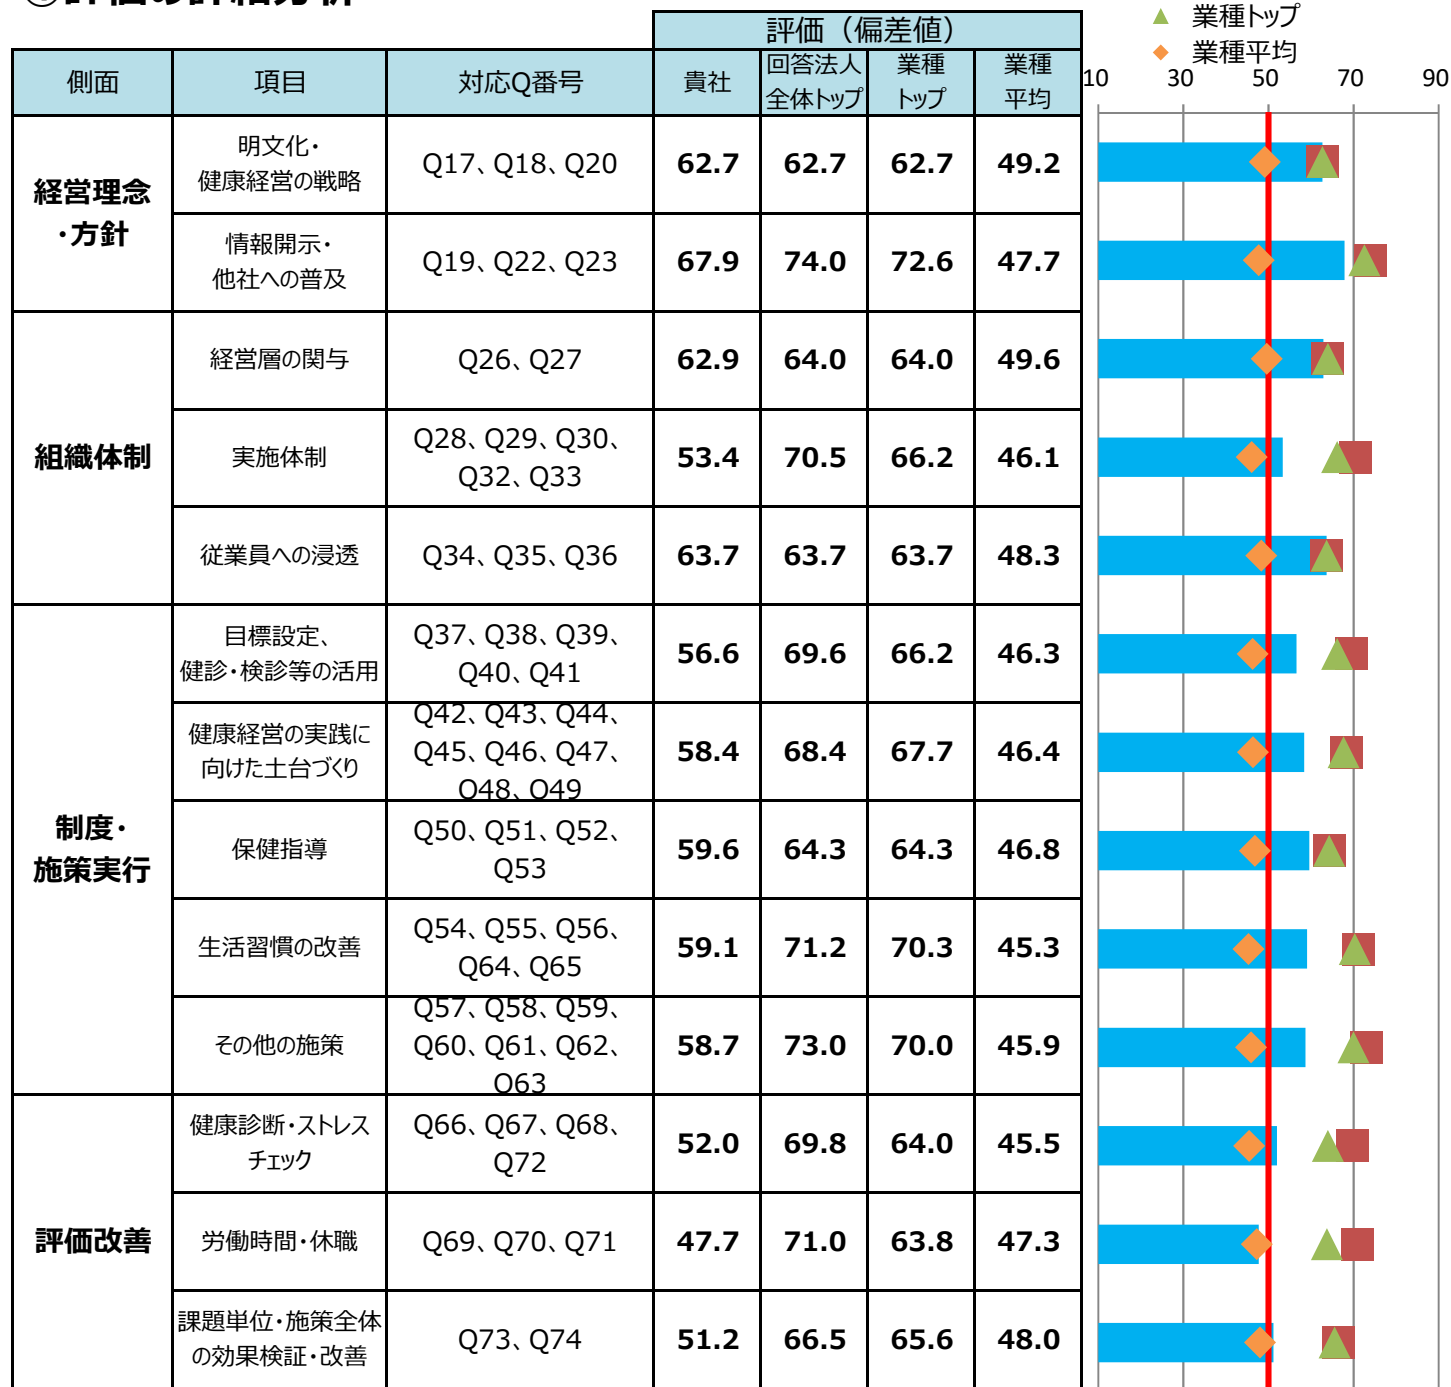 ①評価の詳細分析
▲ 業種トップ
◆ 業種平均
10 30 50 70 90
評価（偏差値）
側面 項目 対応Q番号 貴社 回答法人 業種 業種
全体トップ トップ 平均
経営理念
・方針
明文化・
健康経営の戦略
Q17、Q18、Q20 62.7 62.7 62.7 49.2
情報開示・
他社への普及
Q19、Q22、Q23 67.9 74.0 72.6 47.7
組織体制
経営層の関与 Q26、Q27 62.9 64.0 64.0 49.6
実施体制
Q28、Q29、Q30、
Q32、Q33
53.4 70.5 66.2 46.1
従業員への浸透 Q34、Q35、Q36 63.7 63.7 63.7 48.3
制度・
施策実行
目標設定、
健診・検診等の活用
Q37、Q38、Q39、
Q40、Q41
56.6 69.6 66.2 46.3
健康経営の実践に
向けた土台づくり
Q42、Q43、Q44、
Q45、Q46、Q47、
Q48、Q49
58.4 68.4 67.7 46.4
保健指導
Q50、Q51、Q52、
Q53
59.6 64.3 64.3 46.8
生活習慣の改善
Q54、Q55、Q56、
Q64、Q65
59.1 71.2 70.3 45.3
その他の施策
Q57、Q58、Q59、
Q60、Q61、Q62、
Q63
58.7 73.0 70.0 45.9
評価改善
健康診断・ストレス
チェック
Q66、Q67、Q68、
Q72
52.0 69.8 64.0 45.5
労働時間・休職 Q69、Q70、Q71 47.7 71.0 63.8 47.3
課題単位・施策全体
の効果検証・改善
Q73、Q74 51.2 66.5 65.6 48.0